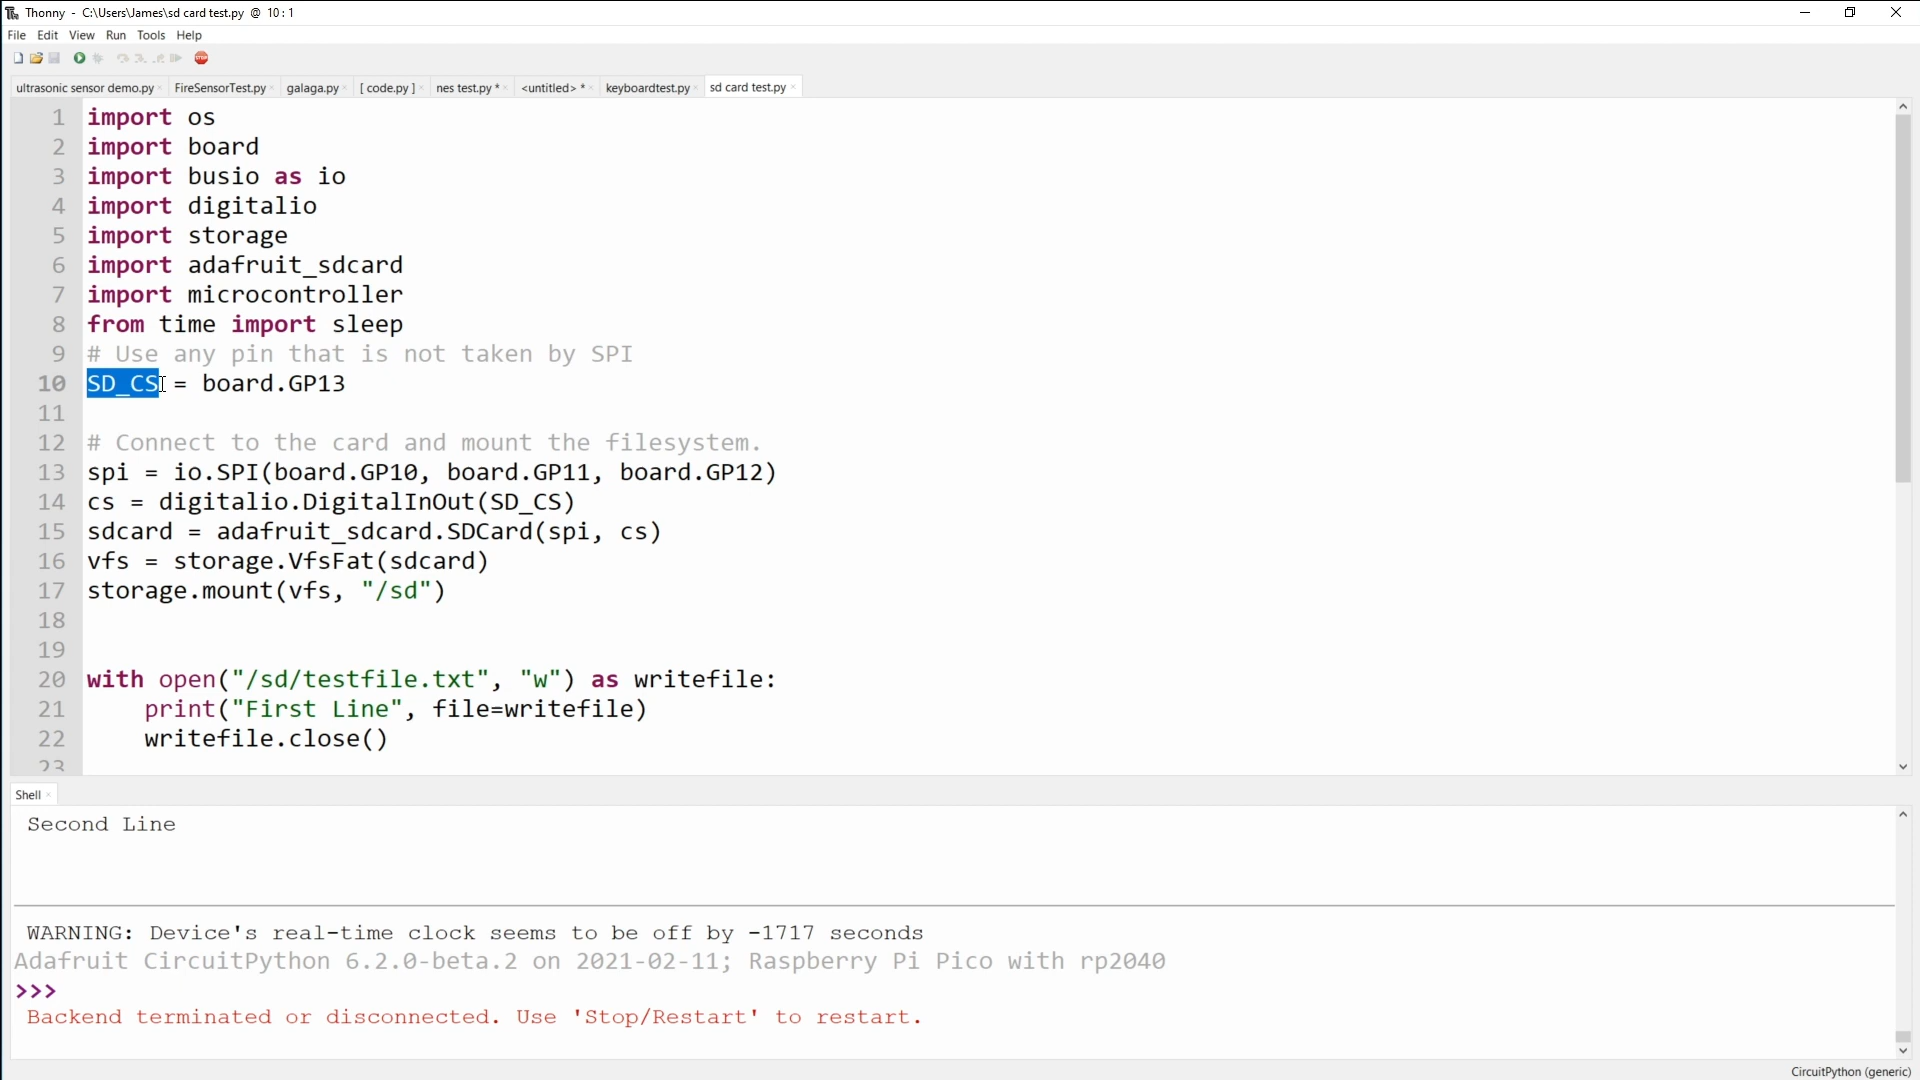 Thonny - C:\Users\James\sd card test.py @ 10:1
File Edit View Run Tools Help
ultrasonic sensor demo.py FireSensorTest.py galaga.py [ code.py ] nes test.py * <untitled> * keyboardtest.py sd card test.py
1 import os
2 import board
3 import busio as io
4 import digitalio
5 import storage
6 import adafruit_sdcard
7 import microcontroller
8 from time import sleep
9 # Use any pin that is not taken by SPI
10 SD_CS = board.GP13
11
12 # Connect to the card and mount the filesystem.
13 spi = io.SPI(board.GP10, board.GP11, board.GP12)
14 cs = digitalio.DigitalInOut(SD_CS)
15 sdcard = adafruit_sdcard.SDCard(spi, cs)
16 vfs = storage.VfsFat(sdcard)
17 storage.mount(vfs, "/sd")
18
19
20 with open("/sd/testfile.txt", "w") as writefile:
21     print("First Line", file=writefile)
22     writefile.close()
23
Shell
Second Line
WARNING: Device's real-time clock seems to be off by -1717 seconds
Adafruit CircuitPython 6.2.0-beta.2 on 2021-02-11; Raspberry Pi Pico with rp2040
>>>
Backend terminated or disconnected. Use 'Stop/Restart' to restart.
CircuitPython (generic)